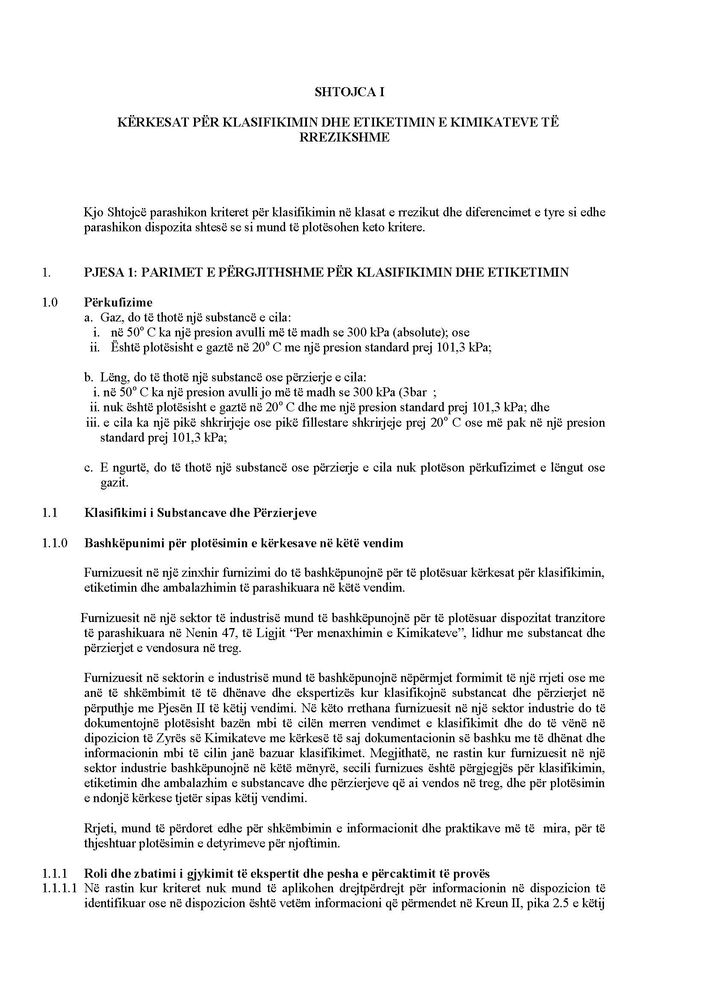 SHTOJCA I
KËRKESAT PËR KLASIFIKIMIN DHE ETIKETIMIN E KIMIKATEVE TË
RREZIKSHME
Kjo Shtojcë parashikon kriteret për klasifikimin në klasat e rrezikut dhe diferencimet e tyre si edhe
parashikon dispozita shtesë se si mund të plotësohen keto kritere.
1. PJESA 1: PARIMET E PËRGJITHSHME PËR KLASIFIKIMIN DHE ETIKETIMIN
1.0 Përkufizime
a. Gaz, do të thotë një substancë e cila:
i. në 50º C ka një presion avulli më të madh se 300 kPa (absolute); ose
ii. Është plotësisht e gaztë në 20º C me një presion standard prej 101,3 kPa;
b. Lëng, do të thotë një substancë ose përzierje e cila:
i. në 50º C ka një presion avulli jo më të madh se 300 kPa (3bar ;
ii. nuk është plotësisht e gaztë në 20º C dhe me një presion standard prej 101,3 kPa; dhe
iii. e cila ka një pikë shkrirjeje ose pikë fillestare shkrirjeje prej 20º C ose më pak në një presion
standard prej 101,3 kPa;
c. E ngurtë, do të thotë një substancë ose përzierje e cila nuk plotëson përkufizimet e lëngut ose
gazit.
1.1 Klasifikimi i Substancave dhe Përzierjeve
1.1.0 Bashkëpunimi për plotësimin e kërkesave në këtë vendim
Furnizuesit në një zinxhir furnizimi do të bashkëpunojnë për të plotësuar kërkesat për klasifikimin,
etiketimin dhe ambalazhimin të parashikuara në këtë vendim.
Furnizuesit në një sektor të industrisë mund të bashkëpunojnë për të plotësuar dispozitat tranzitore
të parashikuara në Nenin 47, të Ligjit “Per menaxhimin e Kimikateve”, lidhur me substancat dhe
përzierjet e vendosura në treg.
Furnizuesit në sektorin e industrisë mund të bashkëpunojnë nëpërmjet formimit të një rrjeti ose me
anë të shkëmbimit të të dhënave dhe ekspertizës kur klasifikojnë substancat dhe përzierjet në
përputhje me Pjesën II të këtij vendimi. Në këto rrethana furnizuesit në një sektor industrie do të
dokumentojnë plotësisht bazën mbi të cilën merren vendimet e klasifikimit dhe do të vënë në
dipozicion të Zyrës së Kimikateve me kërkesë të saj dokumentacionin së bashku me të dhënat dhe
informacionin mbi të cilin janë bazuar klasifikimet. Megjithatë, ne rastin kur furnizuesit në një
sektor industrie bashkëpunojnë në këtë mënyrë, secili furnizues është përgjegjës për klasifikimin,
etiketimin dhe ambalazhim e substancave dhe përzierjeve që ai vendos në treg, dhe për plotësimin
e ndonjë kërkese tjetër sipas këtij vendimi.
Rrjeti, mund të përdoret edhe për shkëmbimin e informacionit dhe praktikave më të mira, për të
thjeshtuar plotësimin e detyrimeve për njoftimin.
1.1.1 Roli dhe zbatimi i gjykimit të ekspertit dhe pesha e përcaktimit të provës
1.1.1.1 Në rastin kur kriteret nuk mund të aplikohen drejtpërdrejt për informacionin në dispozicion të
identifikuar ose në dispozicion është vetëm informacioni që përmendet në Kreun II, pika 2.5 e këtij